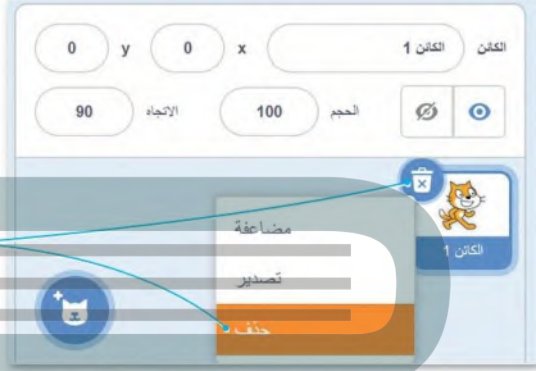 الكائن الكائن 1 x 0 y 0
الحجم 100 الاتجاه 90
الكائن 1
مضاعفة
تصدير
حذف